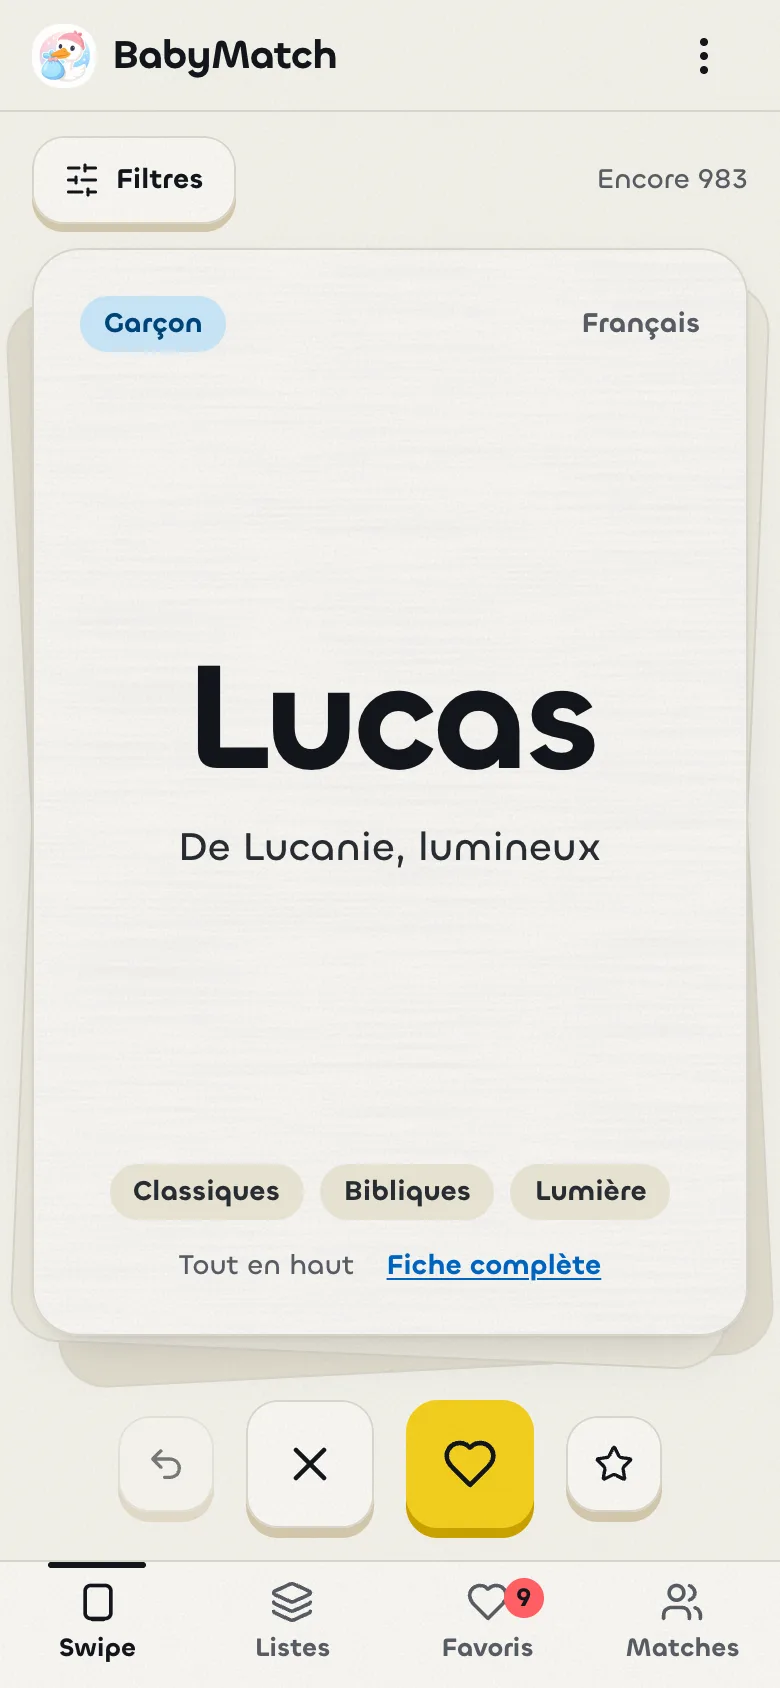 BabyMatch
Filtres
Encore 983
Garçon
Français
Lucas
De Lucanie, lumineux
Classiques Bibliques Lumière
Tout en haut Fiche complète
9
Swipe Listes Favoris Matches